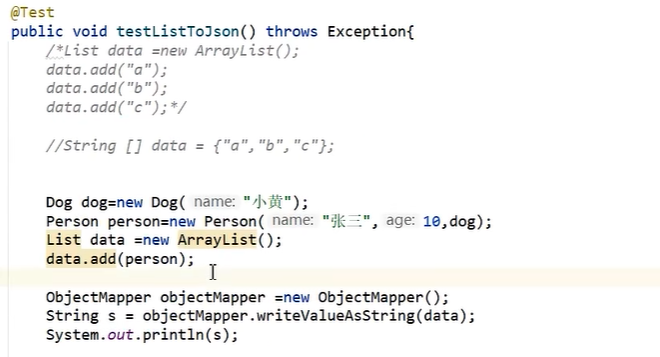 @Test
public void testListToJson() throws Exception{
/*List data =new ArrayList();
data.add("a");
data.add("b");
data.add("c");*/
//String [] data = {"a","b","c"};
Dog dog=new Dog( name: "小黄");
Person person=new Person( name: "张三", age: 10,dog);
List data =new ArrayList();
data.add(person);
ObjectMapper objectMapper =new ObjectMapper();
String s = objectMapper.writeValueAsString(data);
System.out.println(s);